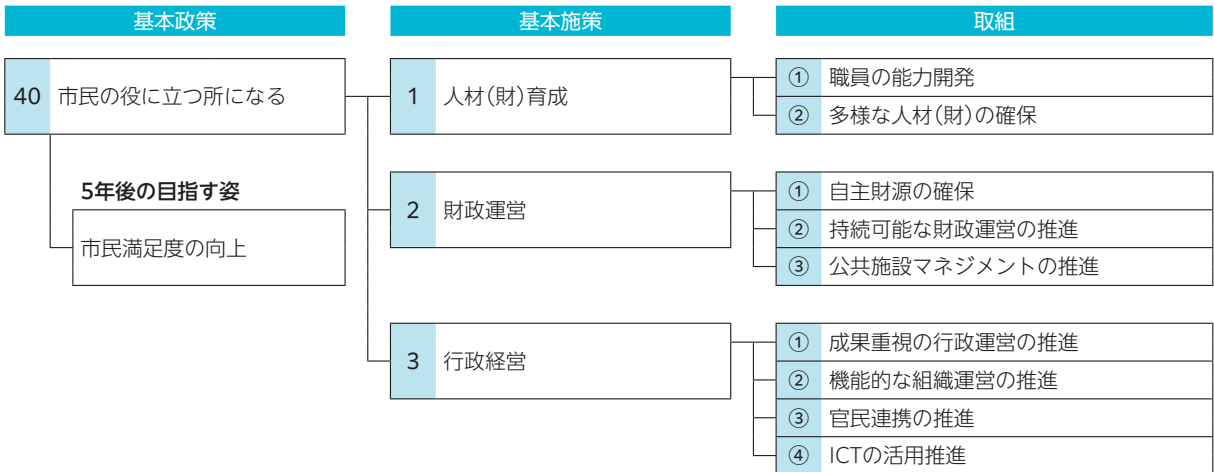 基本政策
基本施策
取組
40 市民の役に立つ所になる
5年後の目指す姿
市民満足度の向上
1 人材(財)育成
① 職員の能力開発
② 多様な人材(財)の確保
2 財政運営
① 自主財源の確保
② 持続可能な財政運営の推進
③ 公共施設マネジメントの推進
3 行政経営
① 成果重視の行政運営の推進
② 機能的な組織運営の推進
③ 官民連携の推進
④ ICTの活用推進